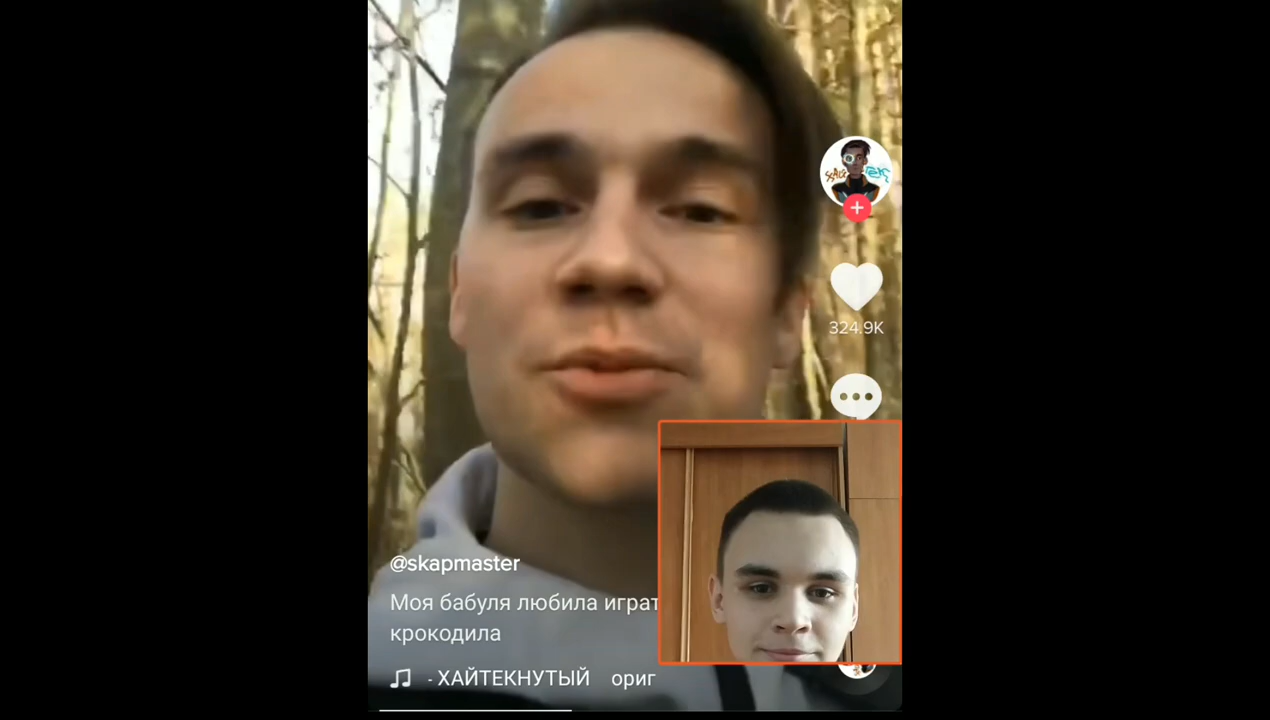 324.9K
@skapmaster
Моя бабуля любила играт
крокодила
- ХАЙТЕКНУТЫЙ ориг